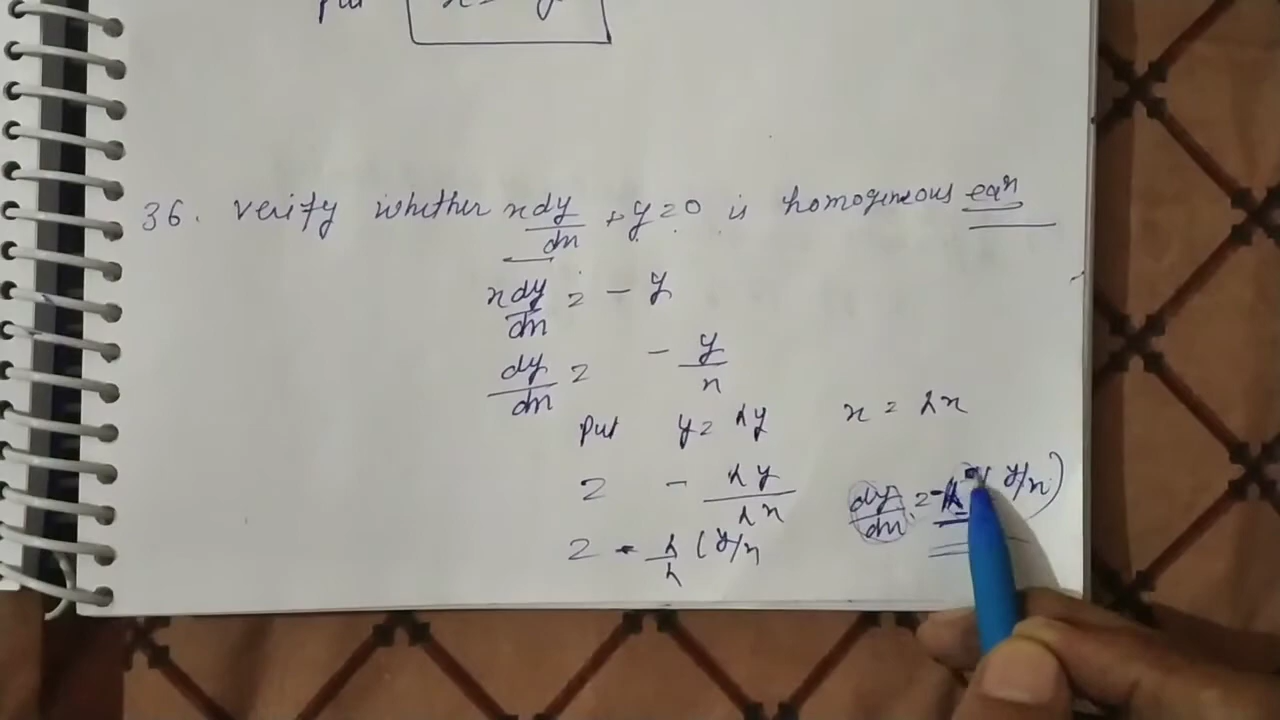 put x = y
36. Verify whether x dy/dx + y = 0 is homogeneous eqn
x dy/dx = - y
dy/dx = - y/x
Put y = λy x = λx
= - λy/λx
dy/dx = -λ (y/x)
= - λ/λ (y/x